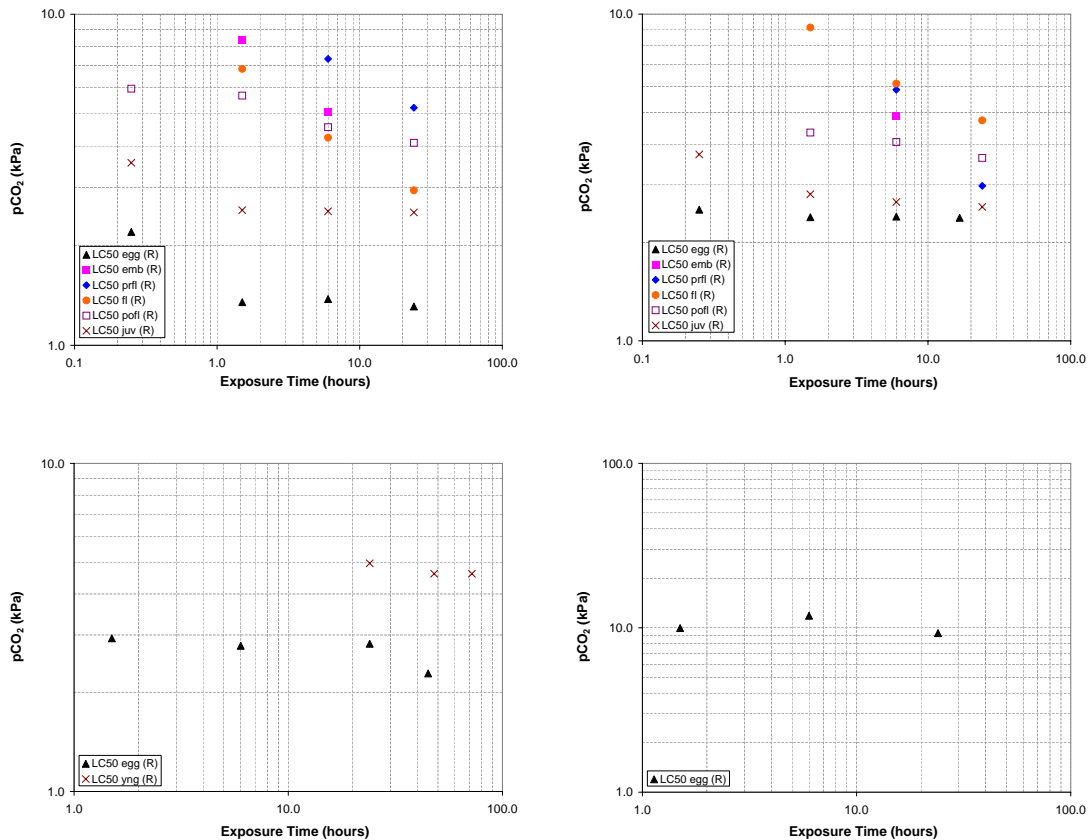 10.0
pCO2 (kPa)
LC50 egg (R)
LC50 emb (R)
LC50 prfl (R)
LC50 fl (R)
LC50 pofl (R)
LC50 juv (R)
1.0
0.1 1.0 10.0 100.0
Exposure Time (hours)
10.0
pCO2 (kPa)
LC50 egg (R)
LC50 emb (R)
LC50 prfl (R)
LC50 fl (R)
LC50 pofl (R)
LC50 juv (R)
1.0
0.1 1.0 10.0 100.0
Exposure Time (hours)
10.0
pCO2 (kPa)
LC50 egg (R)
LC50 yng (R)
1.0
1.0 10.0 100.0
Exposure Time (hours)
100.0
10.0
pCO2 (kPa)
LC50 egg (R)
1.0
1.0 10.0 100.0
Exposure Time (hours)